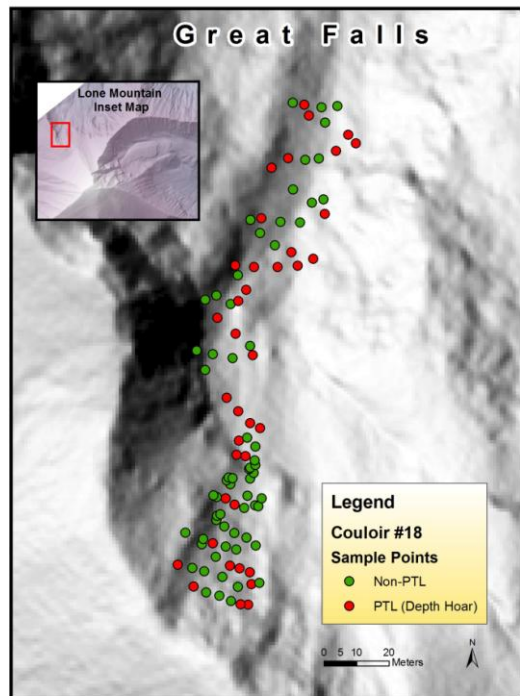 Great Falls
Lone Mountain
Inset Map
Legend
Couloir #18
Sample Points
Non-PTL
PTL (Depth Hoar)
N
0 5 10 20
Meters